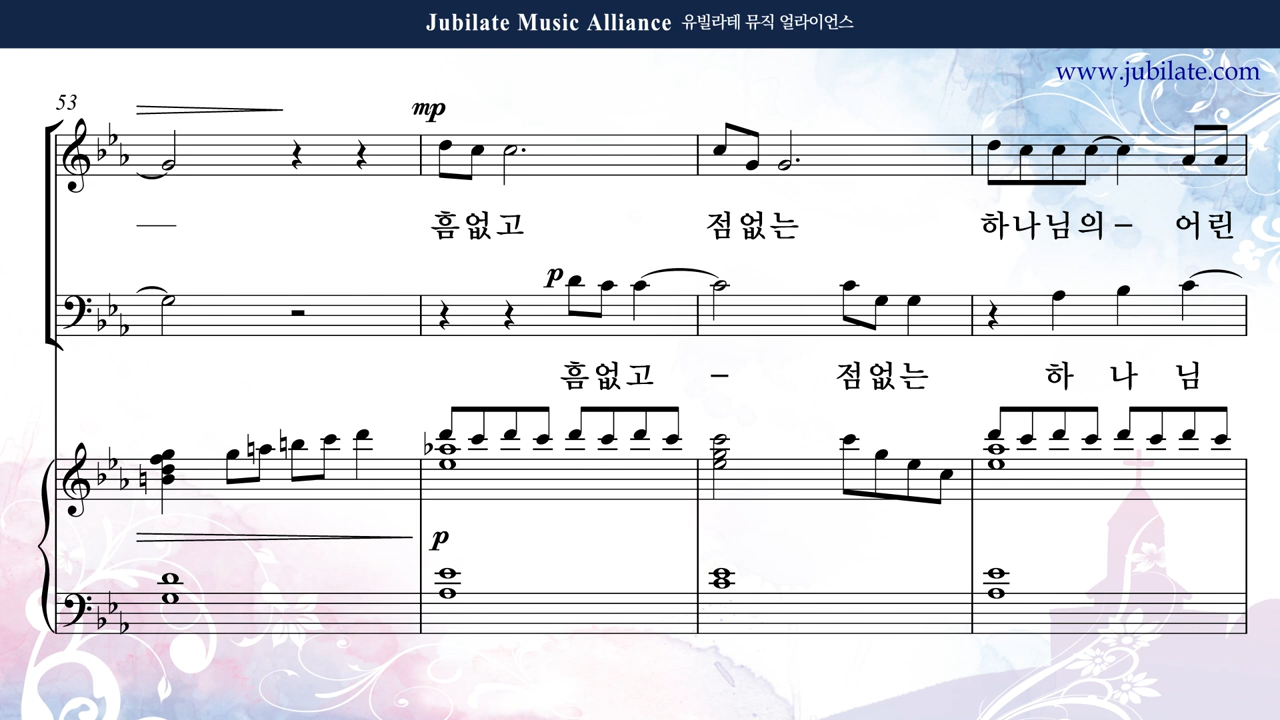 Jubilate Music Alliance 유빌라테 뮤직 얼라이언스
www.jubilate.com
53
mp
흠없고 점없는 하나님의– 어린
p
흠없고 – 점없는 하 나 님
p